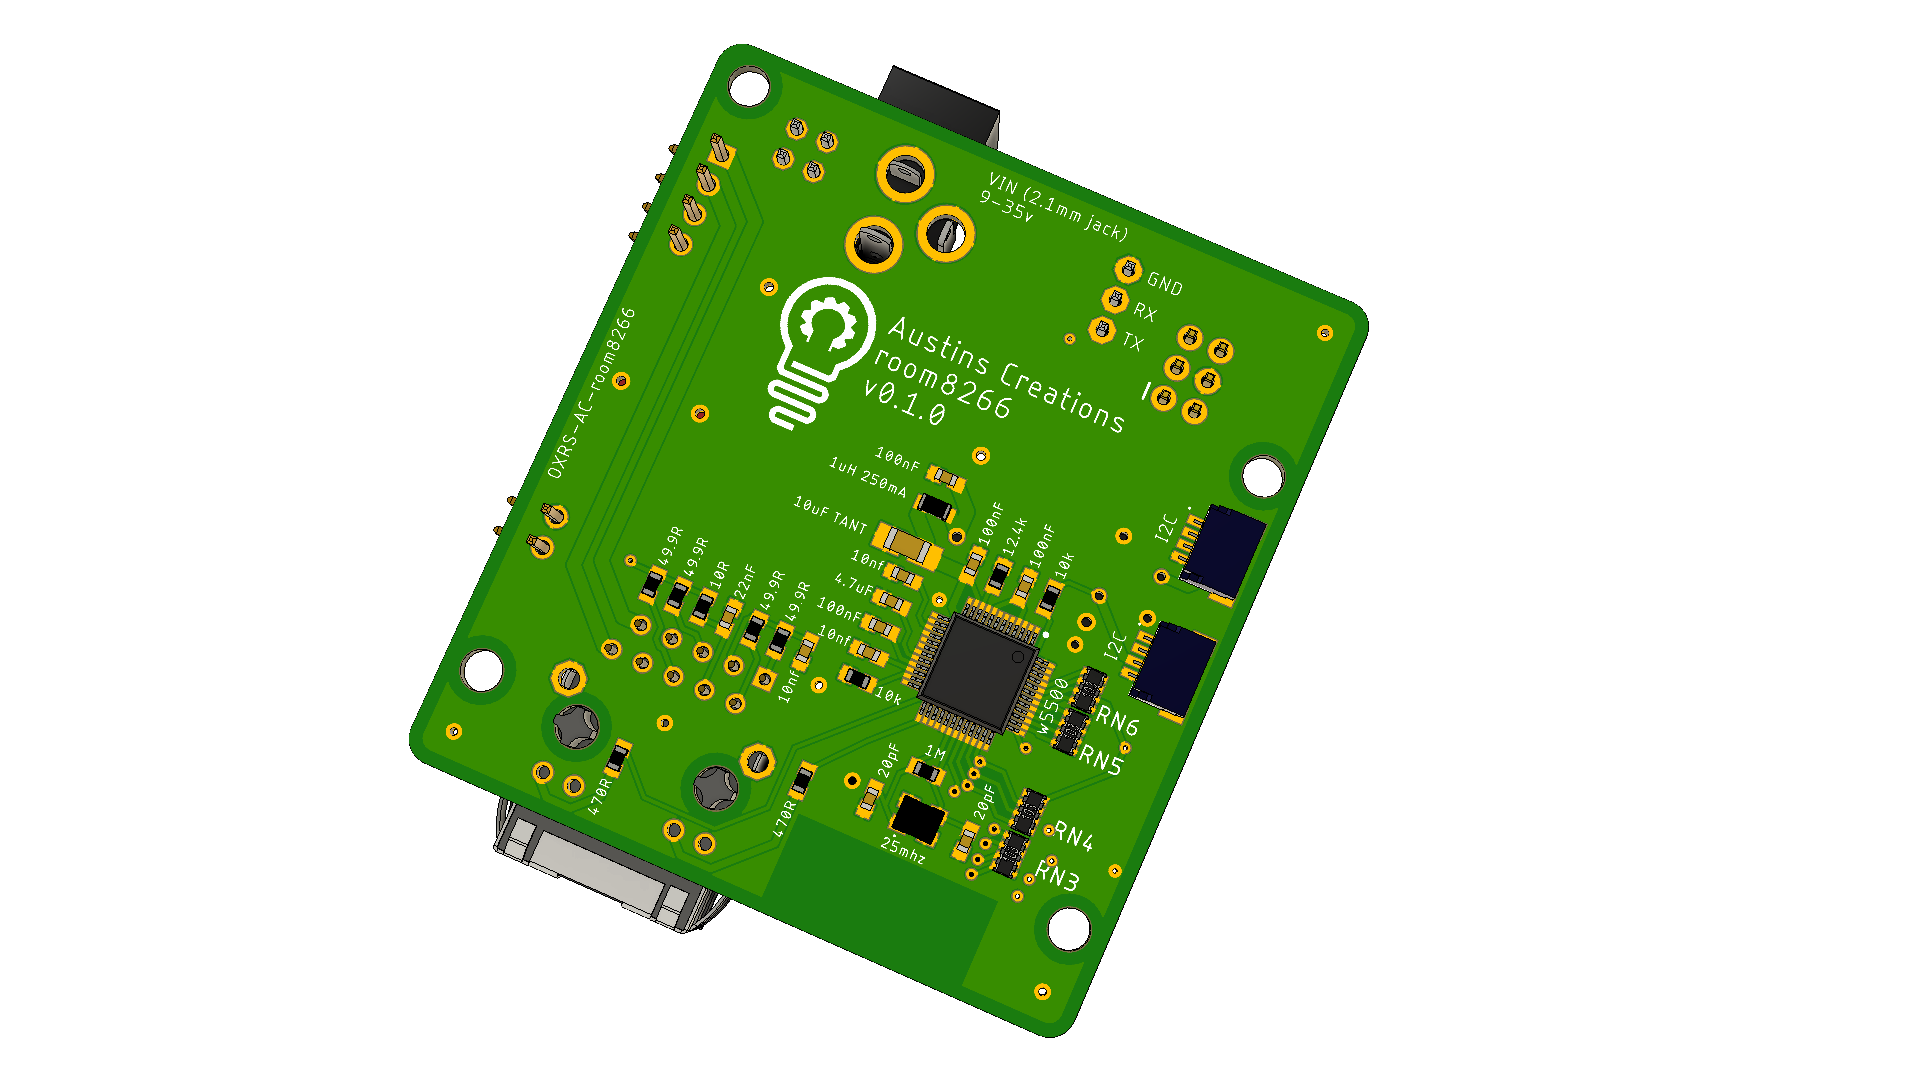 VIN (2.1mm jack)
9-35v
GND
RX
TX
Austins Creations
room8266
v0.1.0
OXRS-AC-room8266
100nF
1uH 250mA
10uF TANT
10nf
4.7uF
100nF
10nf
10k
100nF
12.4k
100nF
10k
I2C
I2C
49.9R
49.9R
10R
22nF
49.9R
49.9R
10nf
w5500
RN6
RN5
RN4
RN3
470R
470R
20pF
1M
20pF
25mhz